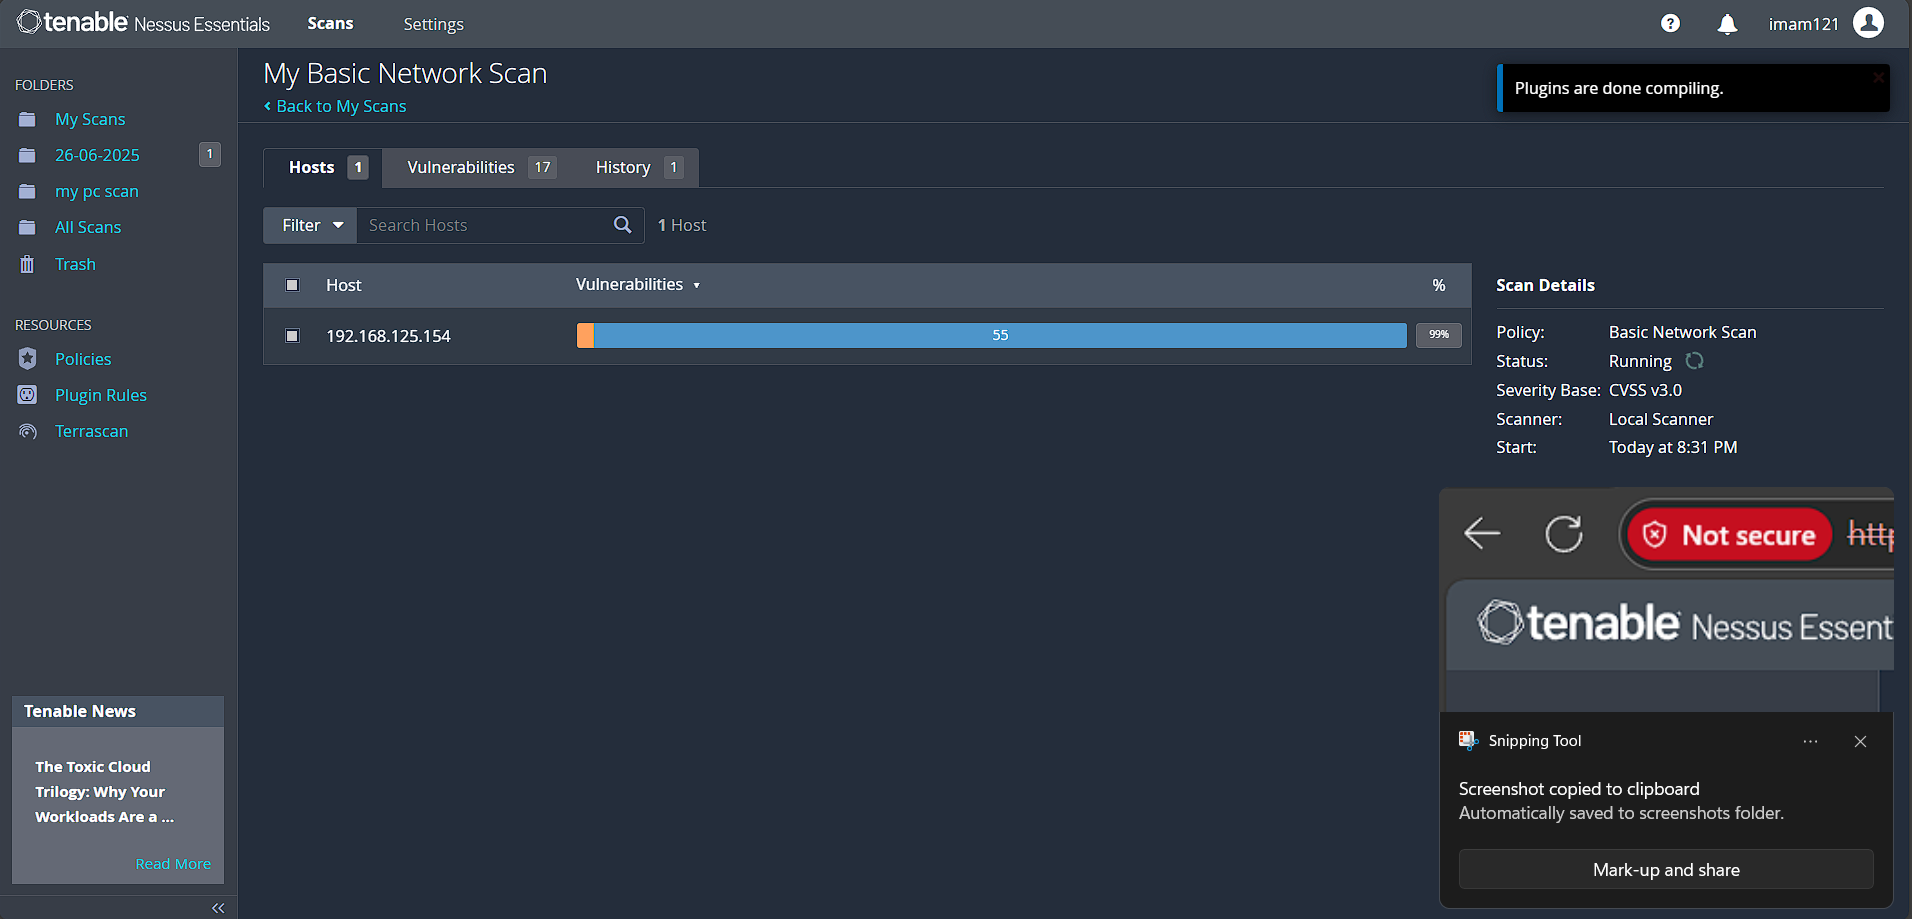 tenable Nessus Essentials
Scans
Settings
?
imam121
FOLDERS
My Scans
26-06-2025
1
my pc scan
All Scans
Trash
RESOURCES
Policies
Plugin Rules
Terrascan
Tenable News
The Toxic Cloud
Trilogy: Why Your
Workloads Are a ...
Read More
My Basic Network Scan
Back to My Scans
Plugins are done compiling.
Hosts 1
Vulnerabilities 17
History 1
Filter
Search Hosts
1 Host
Host
Vulnerabilities
%
192.168.125.154
55
99%
Scan Details
Policy: Basic Network Scan
Status: Running
Severity Base: CVSS v3.0
Scanner: Local Scanner
Start: Today at 8:31 PM
Not secure http
tenable Nessus Essent
Snipping Tool
Screenshot copied to clipboard
Automatically saved to screenshots folder.
Mark-up and share